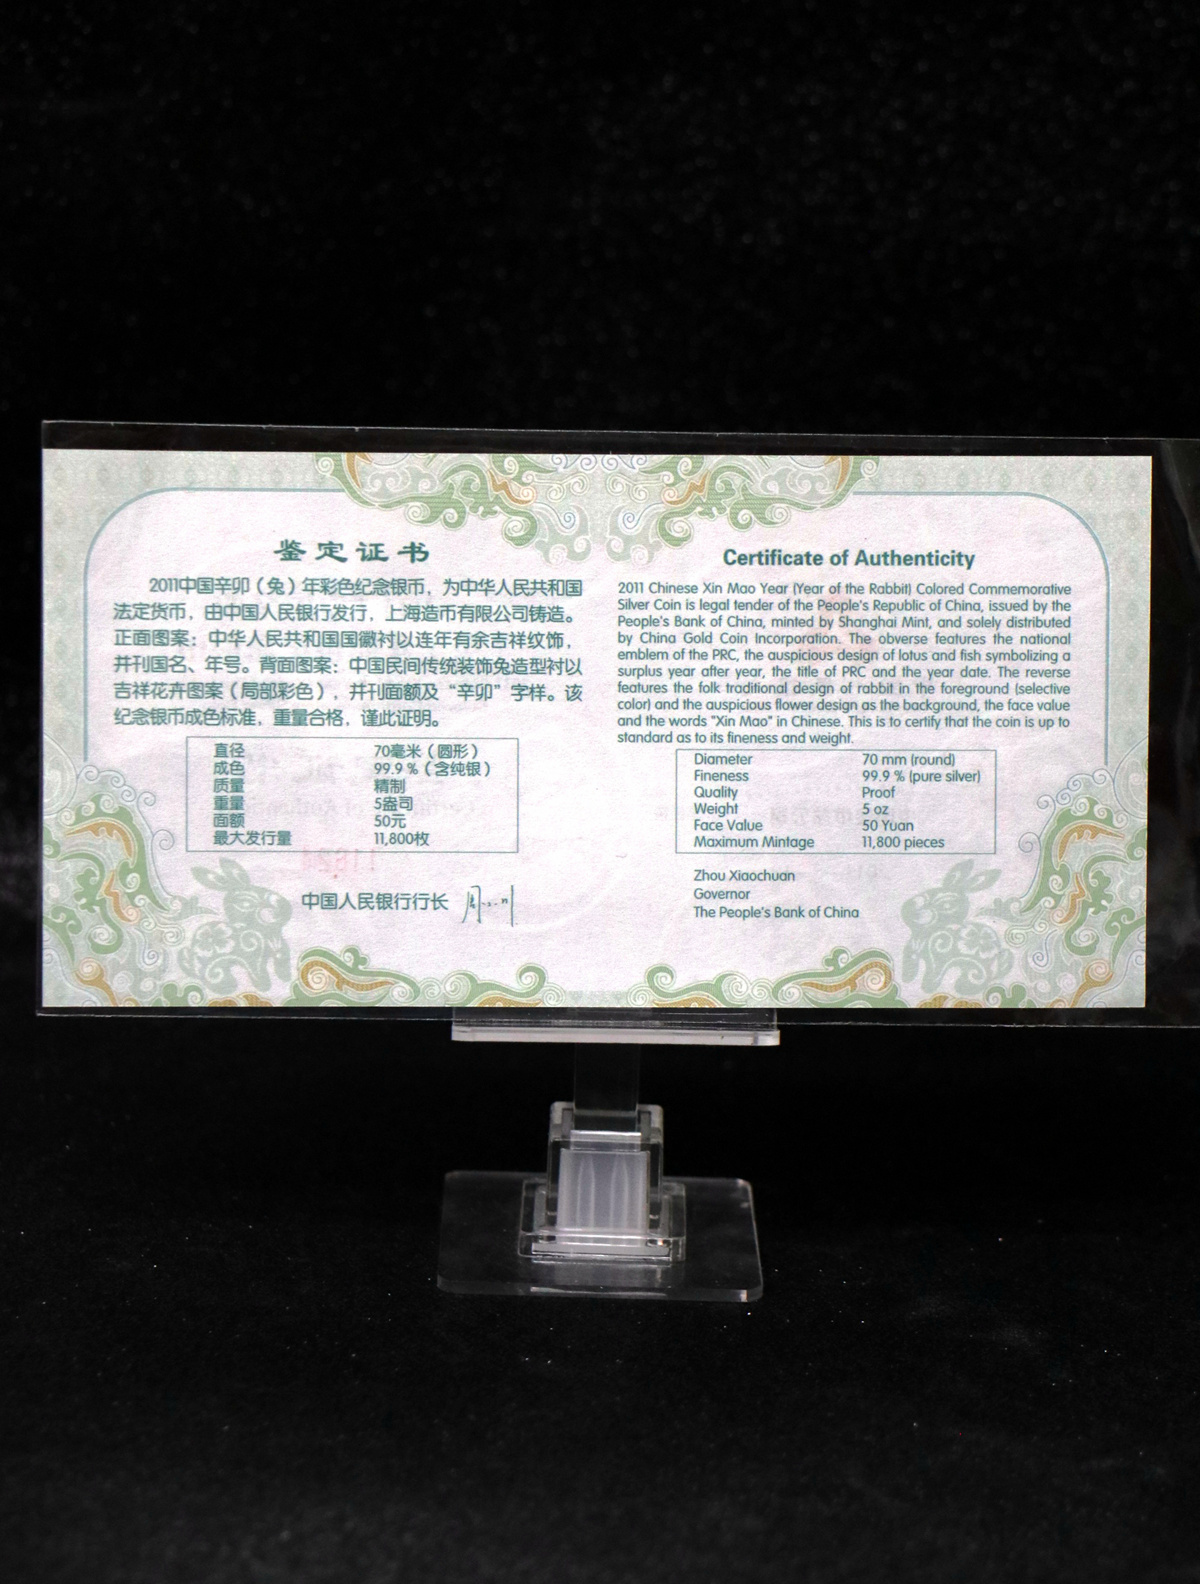 鉴定证书
2011中国辛卯（兔）年彩色纪念银币，为中华人民共和国
法定货币，由中国人民银行发行，上海造币有限公司铸造。
正面图案：中华人民共和国国徽衬以连年有余吉祥纹饰，
并刊国名、年号。背面图案：中国民间传统装饰兔造型衬以
吉祥花卉图案（局部彩色），并刊面额及“辛卯”字样。该
纪念银币成色标准，重量合格，谨此证明。
直径 70毫米（圆形）
成色 99.9％（含纯银）
质量 精制
重量 5盎司
面额 50元
最大发行量 11,800枚
中国人民银行行长
Certificate of Authenticity
2011 Chinese Xin Mao Year (Year of the Rabbit) Colored Commemorative
Silver Coin is legal tender of the People's Republic of China, issued by the
People's Bank of China, minted by Shanghai Mint, and solely distributed
by China Gold Coin Incorporation. The obverse features the national
emblem of the PRC, the auspicious design of lotus and fish symbolizing a
surplus year after year, the title of PRC and the year date. The reverse
features the folk traditional design of rabbit in the foreground (selective
color) and the auspicious flower design as the background, the face value
and the words "Xin Mao" in Chinese. This is to certify that the coin is up to
standard as to its fineness and weight.
Diameter 70 mm (round)
Fineness 99.9 % (pure silver)
Quality Proof
Weight 5 oz
Face Value 50 Yuan
Maximum Mintage 11,800 pieces
Zhou Xiaochuan
Governor
The People's Bank of China